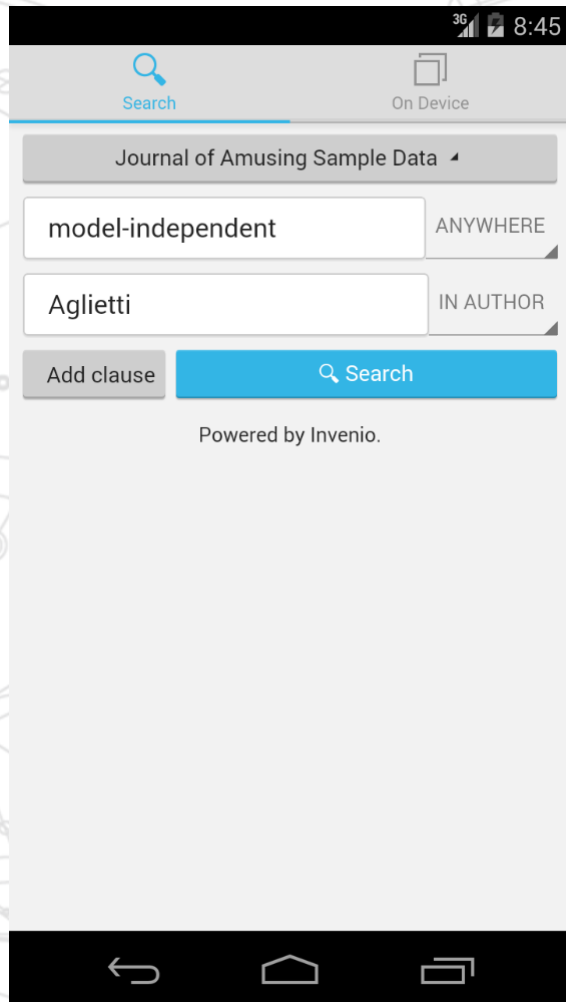 3G 8:45
Search On Device
Journal of Amusing Sample Data
model-independent ANYWHERE
Aglietti IN AUTHOR
Add clause Search
Powered by Invenio.